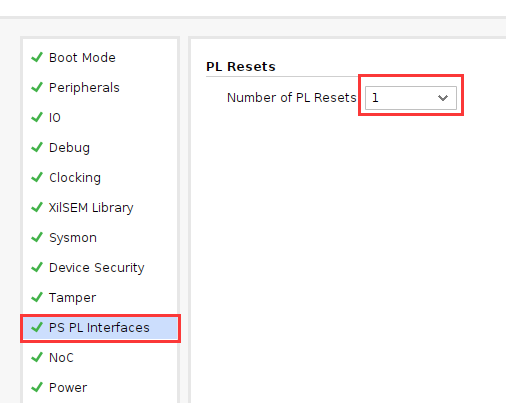 Boot Mode
Peripherals
IO
Debug
Clocking
XilSEM Library
Sysmon
Device Security
Tamper
PS PL Interfaces
NoC
Power
PL Resets
Number of PL Resets 1